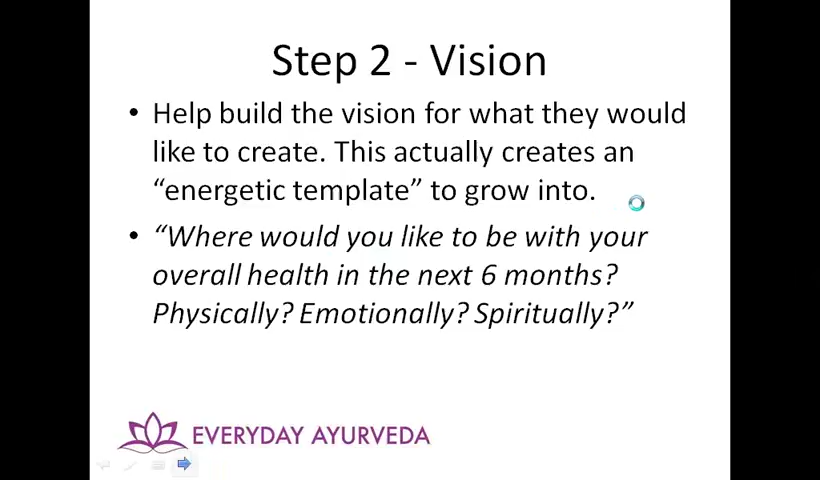 Step 2 - Vision
• Help build the vision for what they would
like to create. This actually creates an
“energetic template” to grow into.
• “Where would you like to be with your
overall health in the next 6 months?
Physically? Emotionally? Spiritually?”
EVERYDAY AYURVEDA